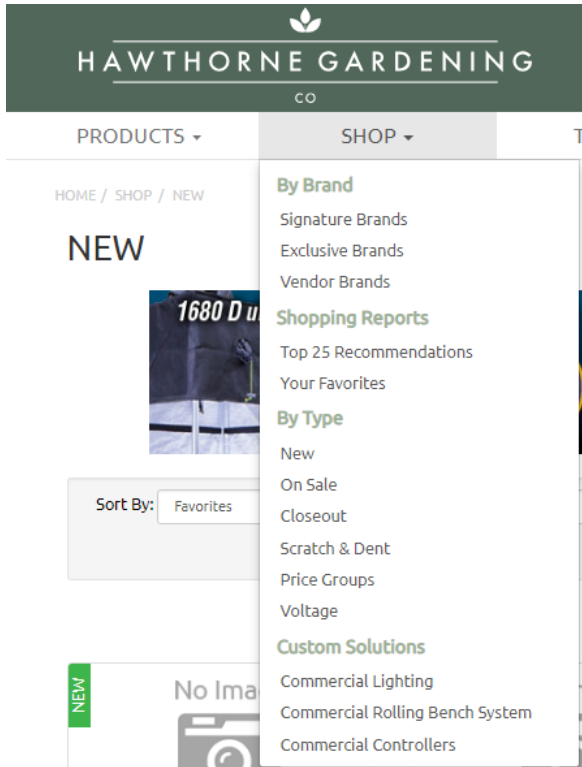 HAWTHORNE GARDENING
CO
PRODUCTS SHOP
HOME / SHOP / NEW
NEW
1680 D
By Brand
Signature Brands
Exclusive Brands
Vendor Brands
Shopping Reports
Top 25 Recommendations
Your Favorites
By Type
New
On Sale
Closeout
Scratch & Dent
Price Groups
Voltage
Custom Solutions
Commercial Lighting
Commercial Rolling Bench System
Commercial Controllers
Sort By: Favorites
NEW
No